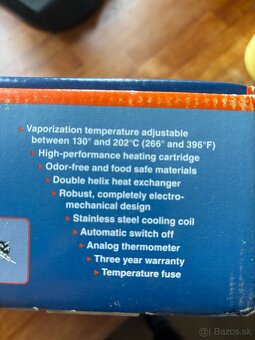 Vaporization temperature adjustable
between 130° and 202°C (266° and 396°F)
High-performance heating cartridge
Odor-free and food safe materials
Double helix heat exchanger
Robust, completely electro-
mechanical design
Stainless steel cooling coil
Automatic switch off
Analog thermometer
Three year warranty
Temperature fuse
Bazos.sk